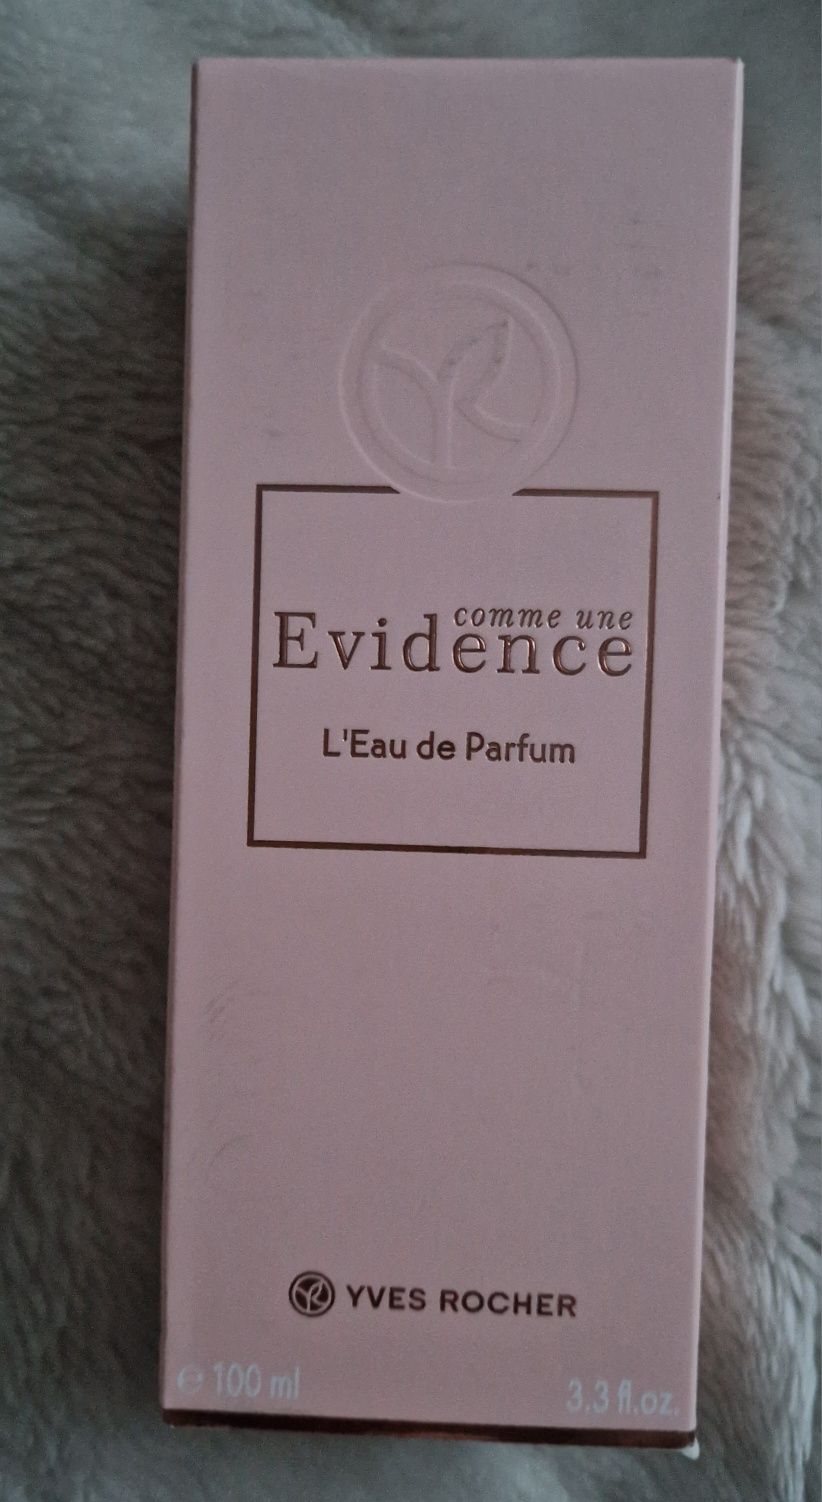 comme une
Evidence
L'Eau de Parfum
YVES ROCHER
℮ 100 ml 3.3 fl.oz.